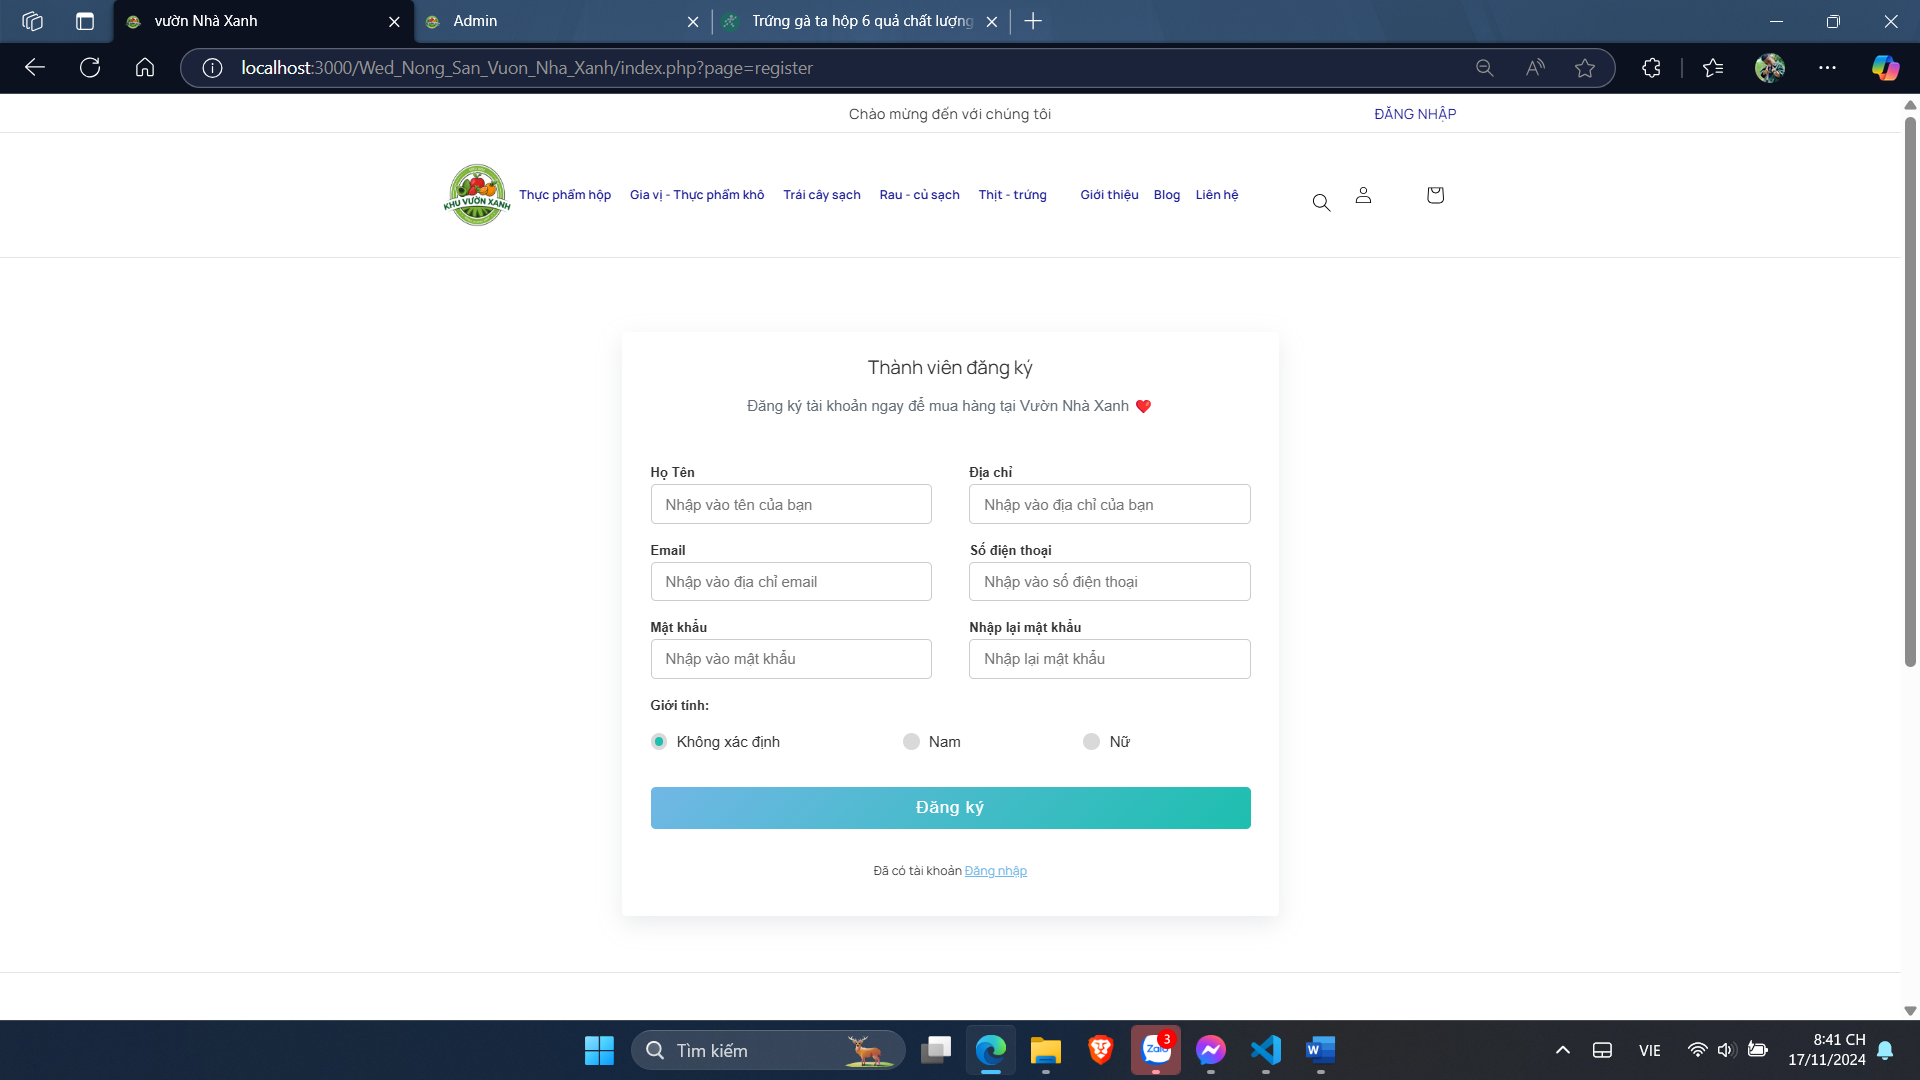 vườn Nhà Xanh
Admin
Trứng gà ta hộp 6 quả chất lượng
localhost:3000/Wed_Nong_San_Vuon_Nha_Xanh/index.php?page=register
Chào mừng đến với chúng tôi
ĐĂNG NHẬP
KHU VƯỜN XANH
Thực phẩm hộp
Gia vị - Thực phẩm khô
Trái cây sạch
Rau - củ sạch
Thịt - trứng
Giới thiệu
Blog
Liên hệ
Thành viên đăng ký
Đăng ký tài khoản ngay để mua hàng tại Vườn Nhà Xanh ❤️
Họ Tên
Địa chỉ
Nhập vào tên của bạn
Nhập vào địa chỉ của bạn
Email
Số điện thoại
Nhập vào địa chỉ email
Nhập vào số điện thoại
Mật khẩu
Nhập lại mật khẩu
Nhập vào mật khẩu
Nhập lại mật khẩu
Giới tính:
Không xác định
Nam
Nữ
Đăng ký
Đã có tài khoản Đăng nhập
Tìm kiếm
Zalo
3
W
VIE
8:41 CH
17/11/2024